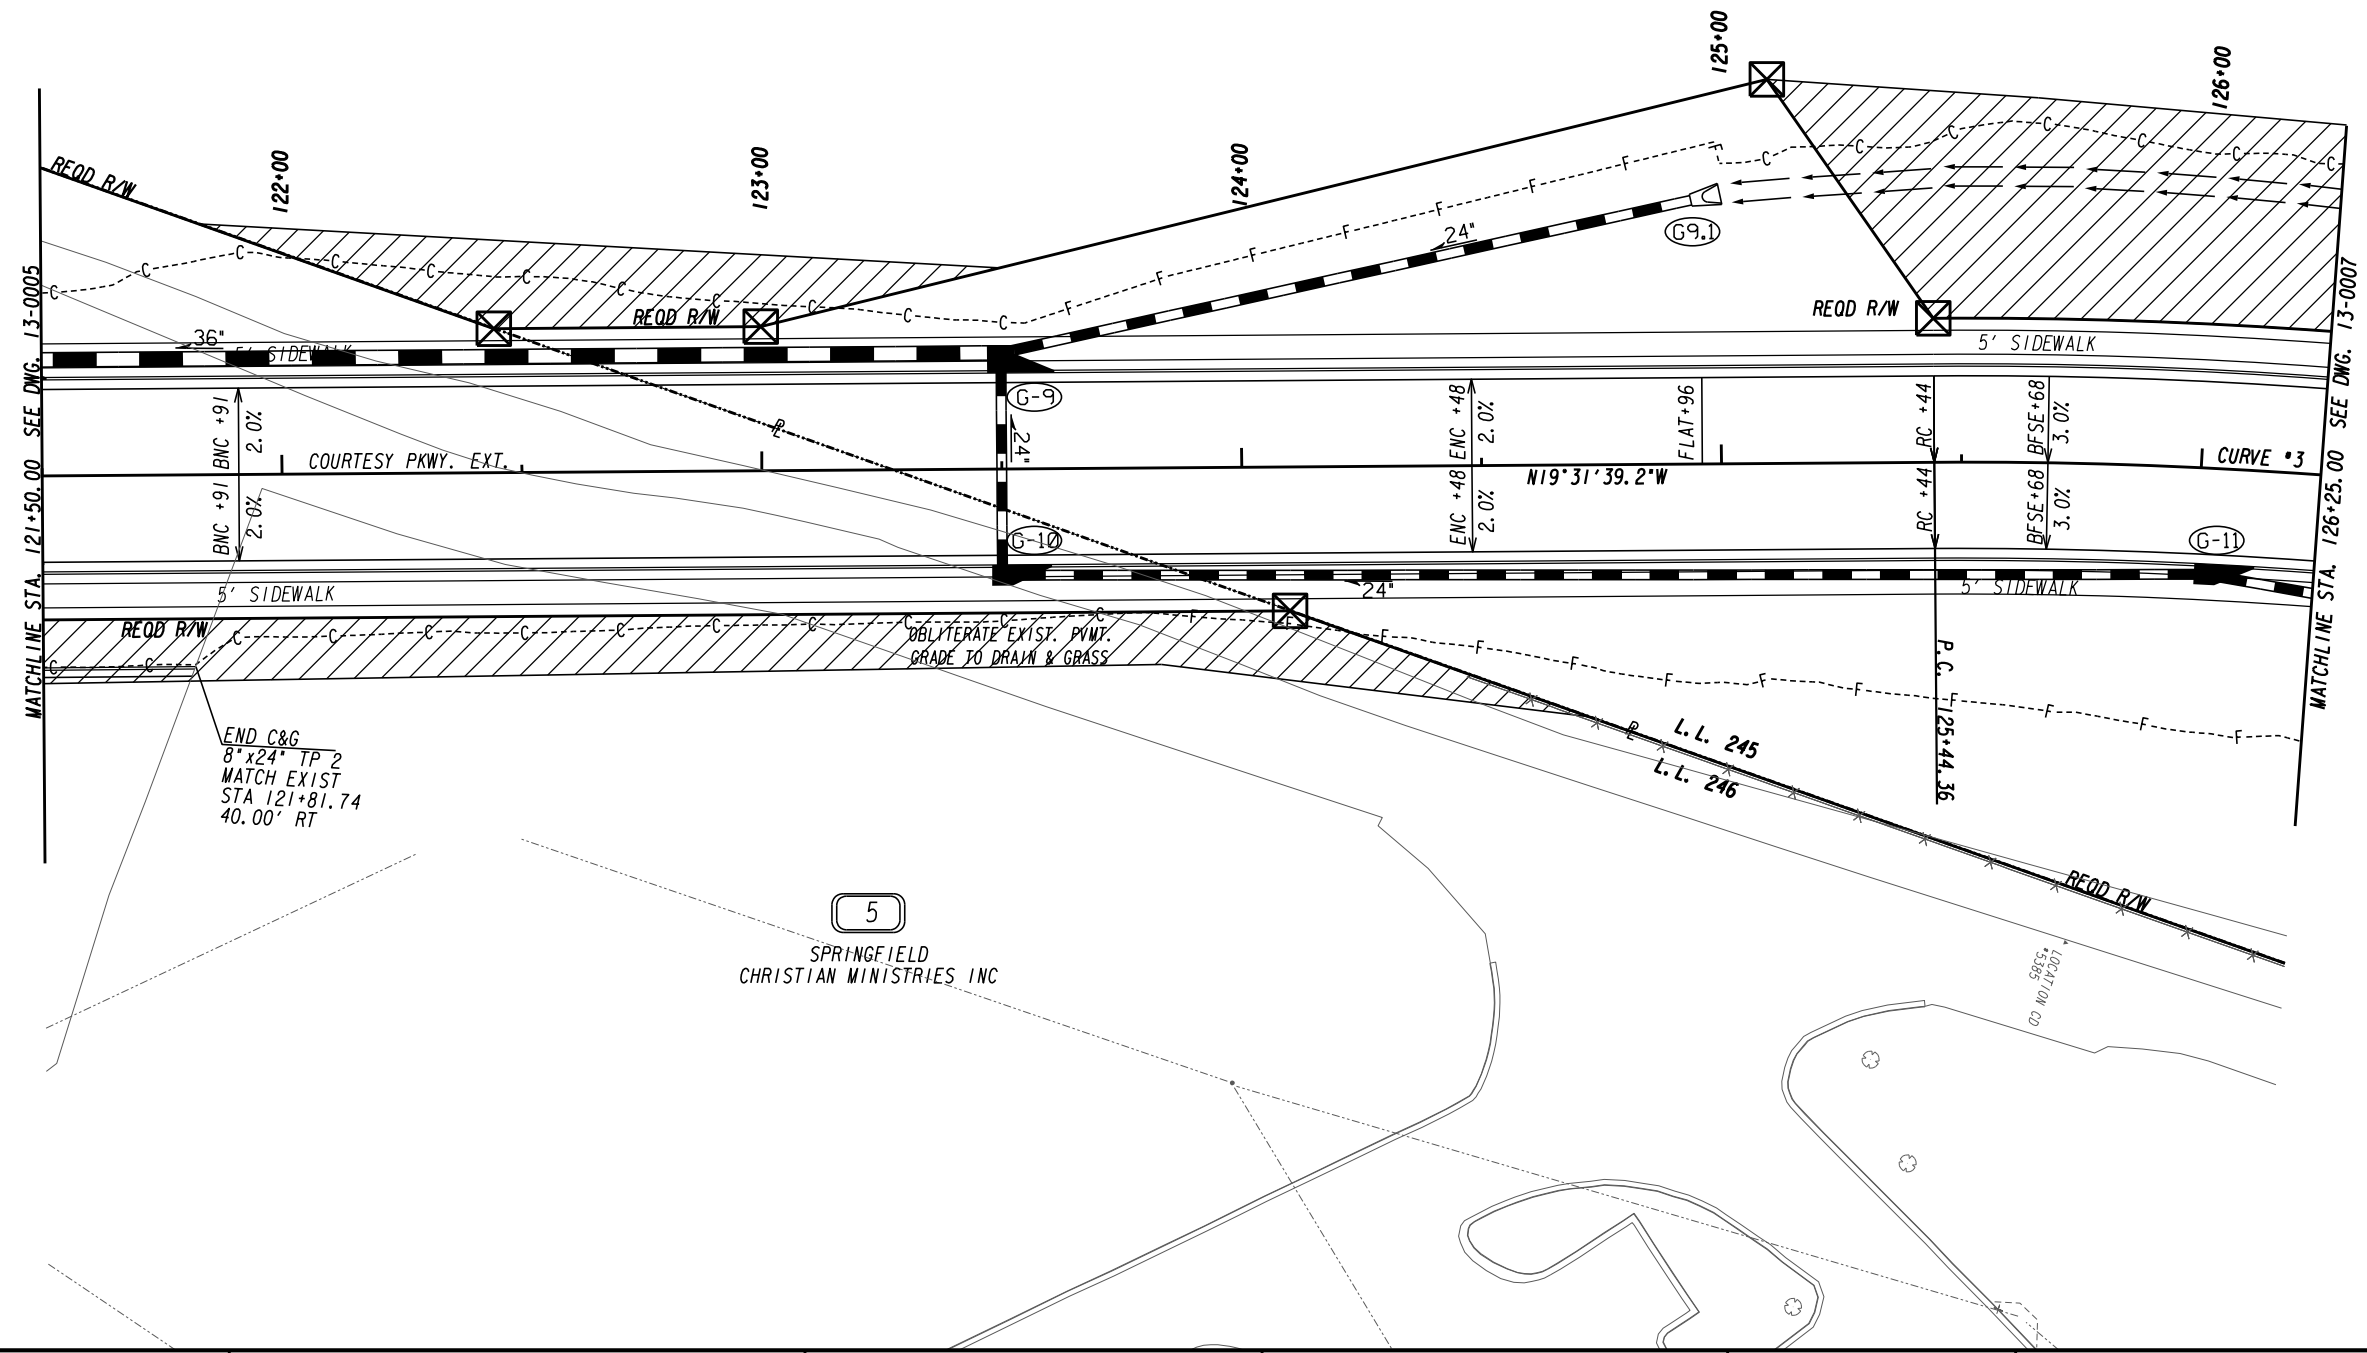 125+00
126+00
122+00
123+00
124+00
REQD R/W
C C C C C C C C C C C
F F F F F F F
C C C C C C C
24"
G9.1
REQD R/W
REQD R/W
36"
5' SIDEWALK
5' SIDEWALK
MATCHLINE STA. 121+50.00 SEE DWG. 13-0005
MATCHLINE STA. 126+25.00 SEE DWG. 13-0007
G-9
24"
BNC +91
2.0%
BNC +91
2.0%
COURTESY PKWY. EXT.
PL
ENC +48
2.0%
ENC +48
2.0%
FLAT+96
RC +44
RC +44
BFSE+68
3.0%
BFSE+68
3.0%
N19°31'39.2"W
CURVE #3
G-10
G-11
24"
5' SIDEWALK
5' SIDEWALK
REQD R/W
C C C C C C C C C C C C
F F F F F F F F F F F F
OBLITERATE EXIST. PVMT.
GRADE TO DRAIN & GRASS
P.C. 125+44.36
PL
L.L. 245
L.L. 246
END C&G
8"x24" TP 2
MATCH EXIST
STA 121+81.74
40.00' RT
REQD R/W
5
SPRINGFIELD
CHRISTIAN MINISTRIES INC
LOCATION CD
"5385